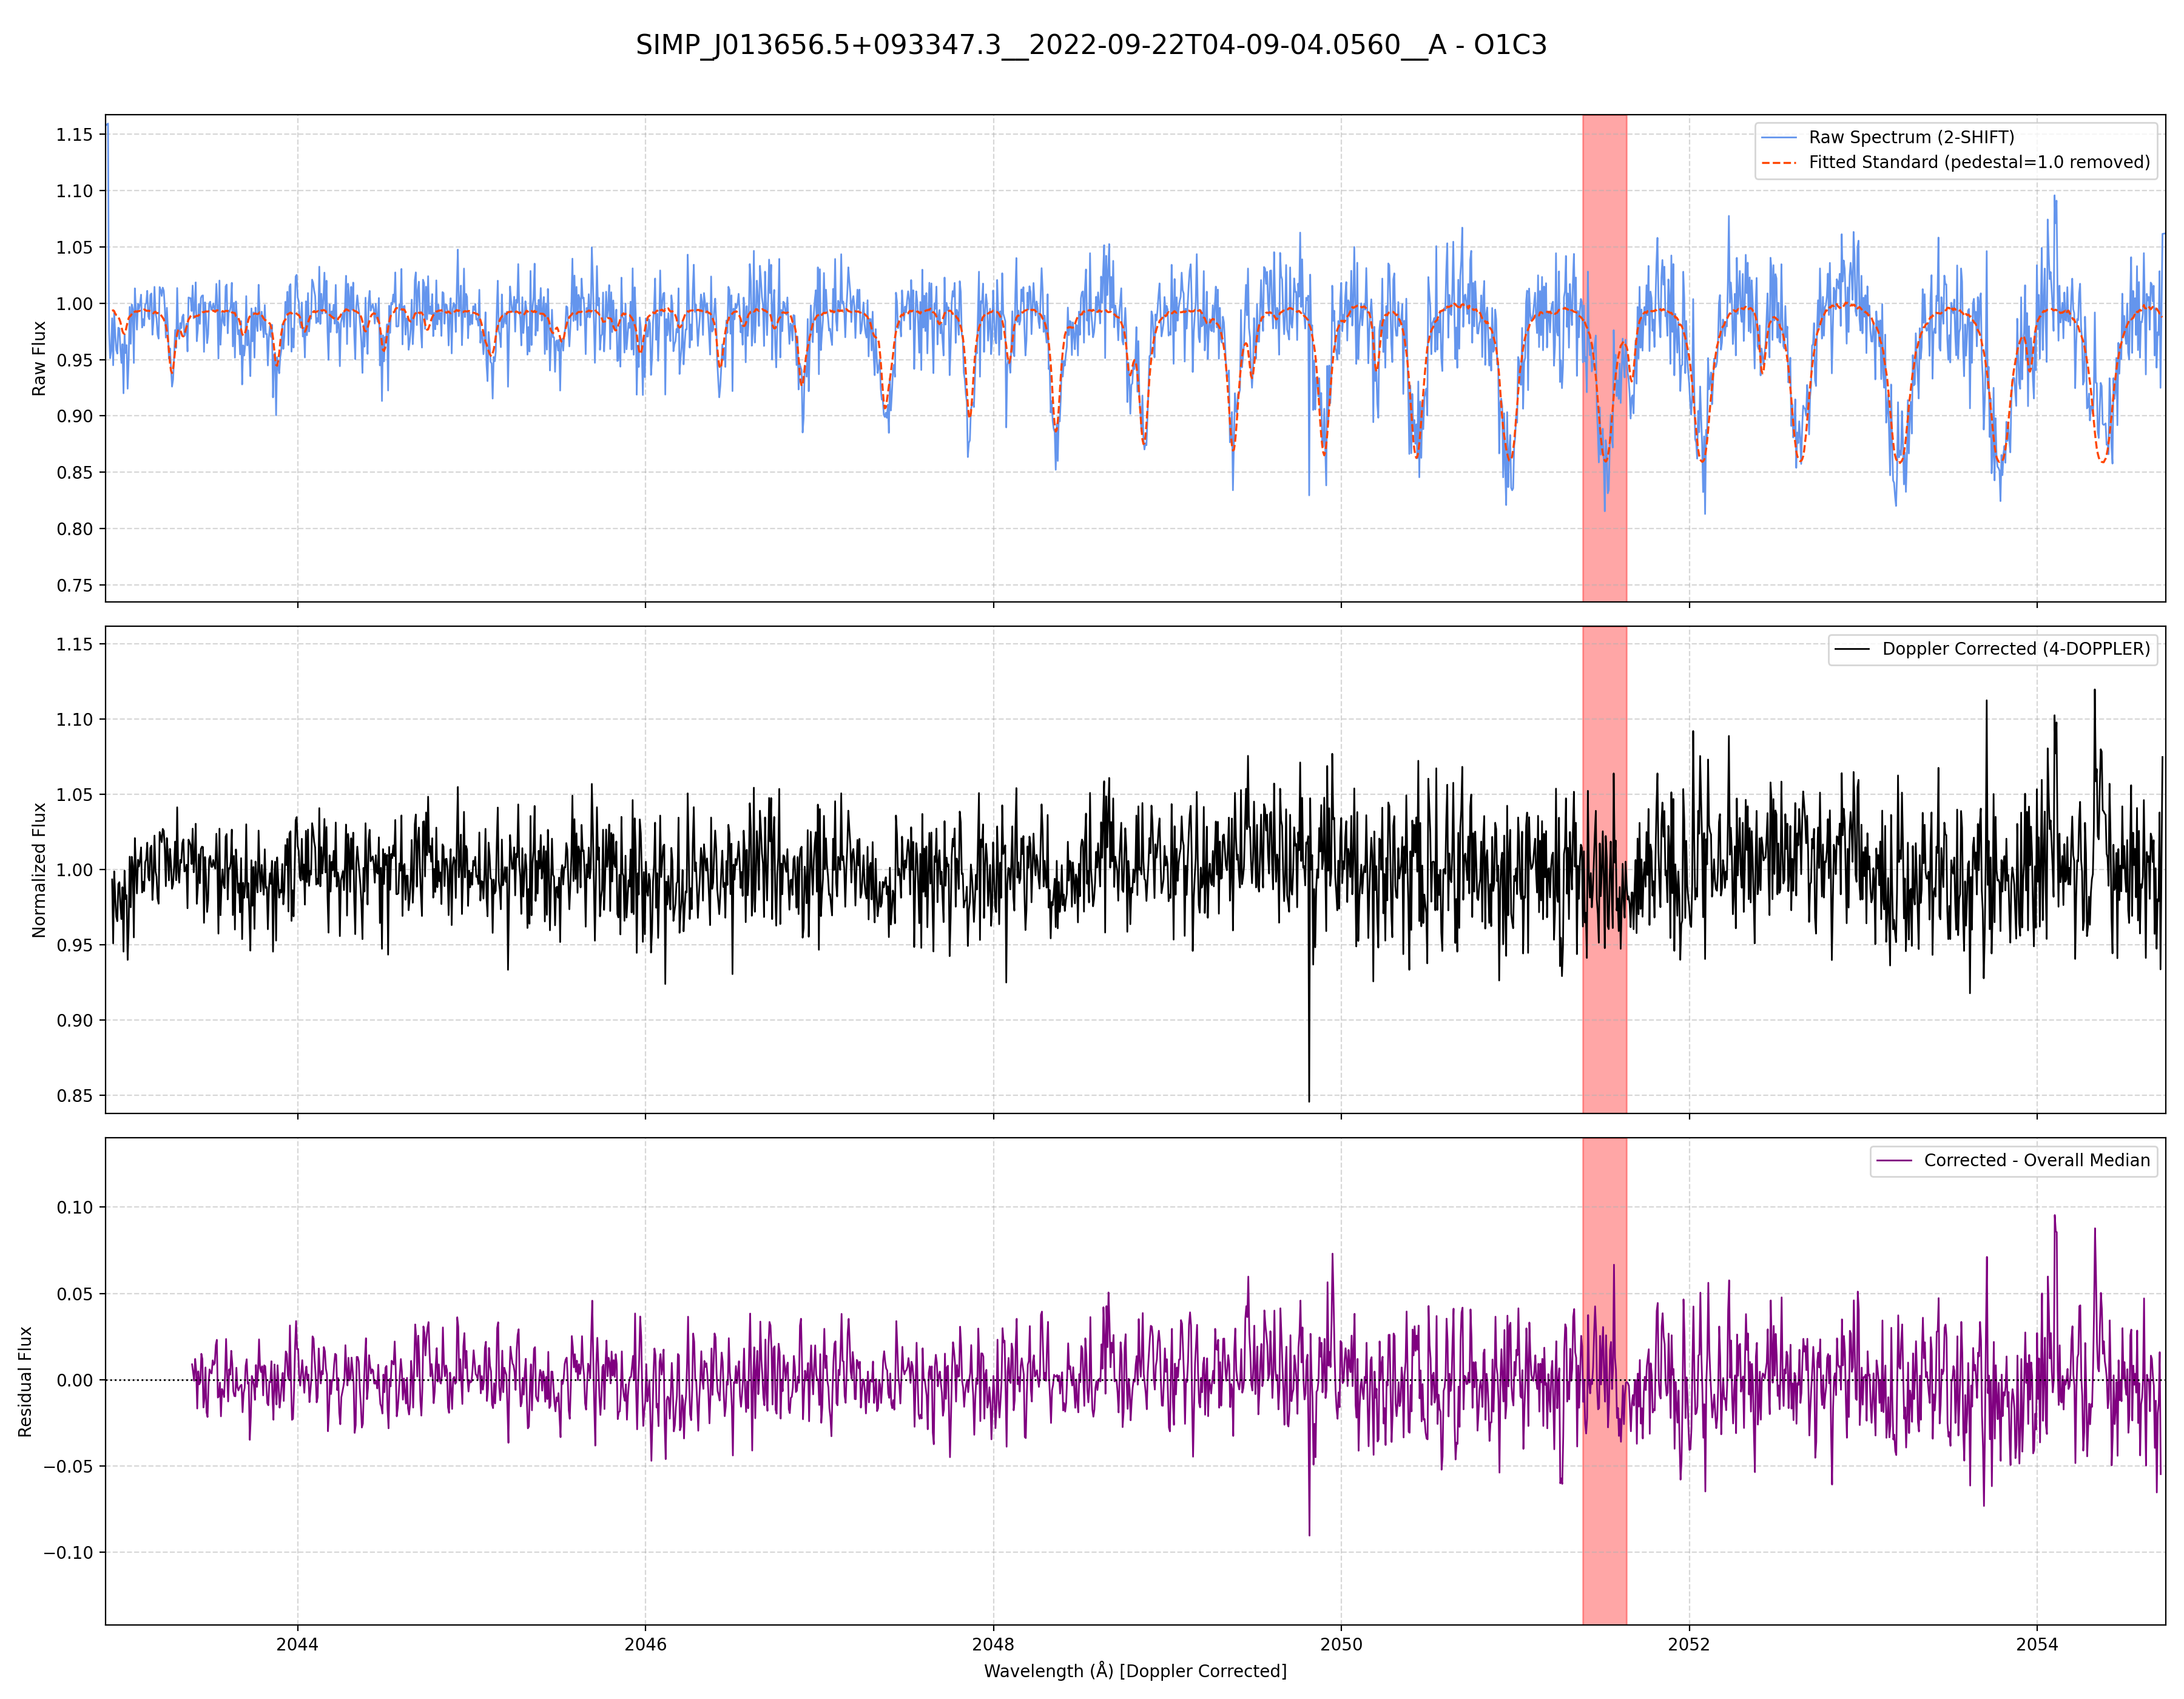 SIMP_J013656.5+093347.3__2022-09-22T04-09-04.0560__A - O1C3
Raw Spectrum (2-SHIFT)
Fitted Standard (pedestal=1.0 removed)
1.15
1.10
1.05
1.00
0.95
0.90
0.85
0.80
0.75
Raw Flux
Doppler Corrected (4-DOPPLER)
1.15
1.10
1.05
1.00
0.95
0.90
0.85
Normalized Flux
Corrected - Overall Median
0.10
0.05
0.00
−0.05
−0.10
Residual Flux
2044 2046 2048 2050 2052 2054
Wavelength (Å) [Doppler Corrected]